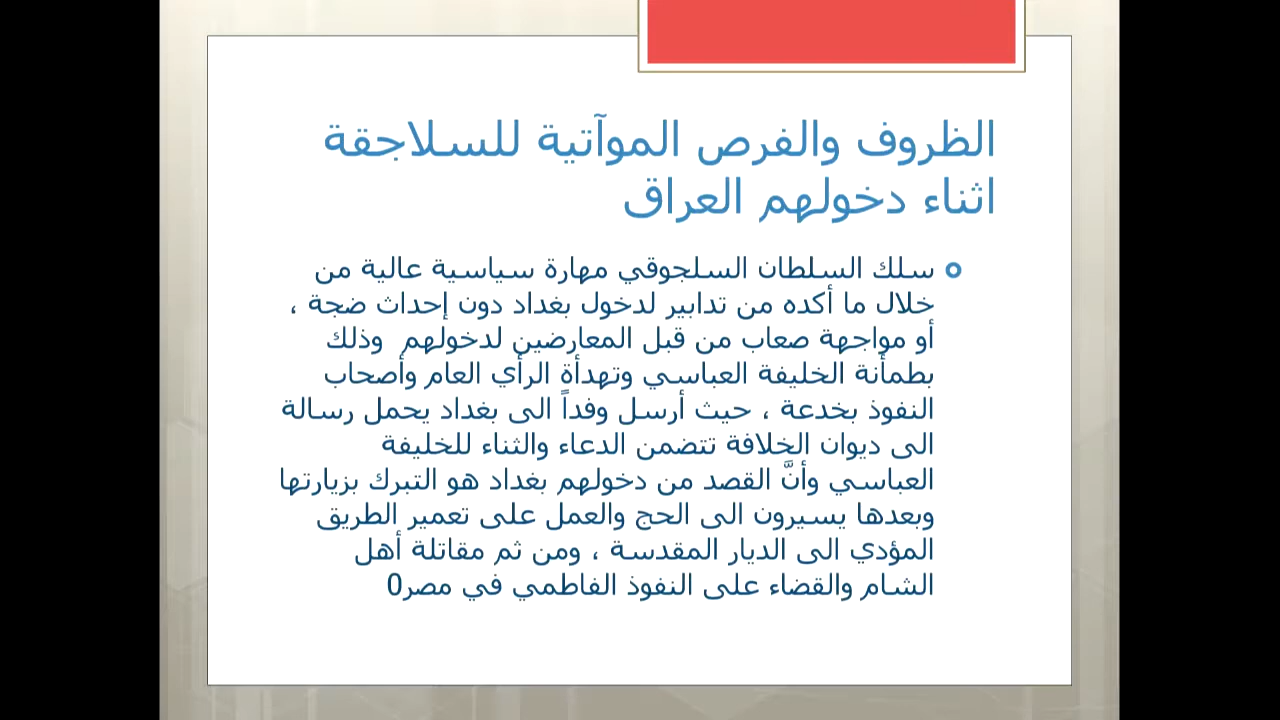 الظروف والفرص الموآتية للسلاجقة
اثناء دخولهم العراق
سلك السلطان السلجوقي مهارة سياسية عالية من
خلال ما أكده من تدابير لدخول بغداد دون إحداث ضجة ،
أو مواجهة صعاب من قبل المعارضين لدخولهم وذلك
بطمأنة الخليفة العباسي وتهدأة الرأي العام وأصحاب
النفوذ بخدعة ، حيث أرسل وفداً الى بغداد يحمل رسالة
الى ديوان الخلافة تتضمن الدعاء والثناء للخليفة
العباسي وأنَّ القصد من دخولهم بغداد هو التبرك بزيارتها
وبعدها يسيرون الى الحج والعمل على تعمير الطريق
المؤدي الى الديار المقدسة ، ومن ثم مقاتلة أهل
الشام والقضاء على النفوذ الفاطمي في مصر0